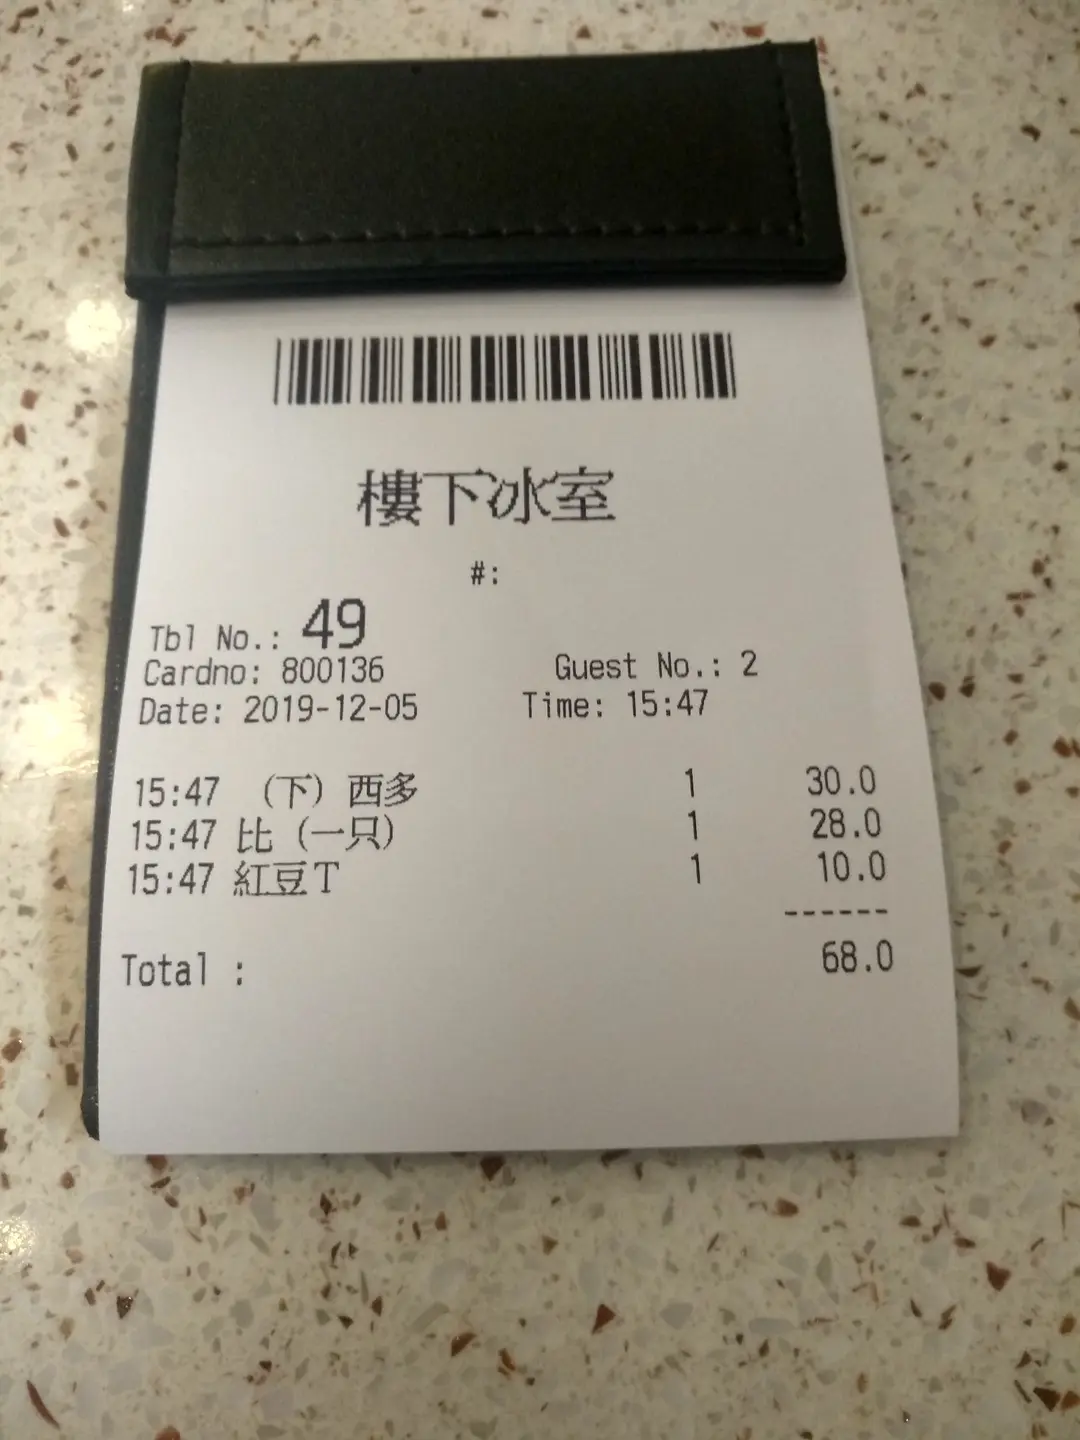 樓下冰室
#:
Tbl No.: 49
Cardno: 800136 Guest No.: 2
Date: 2019-12-05 Time: 15:47
15:47 （下）西多 1 30.0
15:47 比（一只） 1 28.0
15:47 紅豆T 1 10.0
------
Total : 68.0